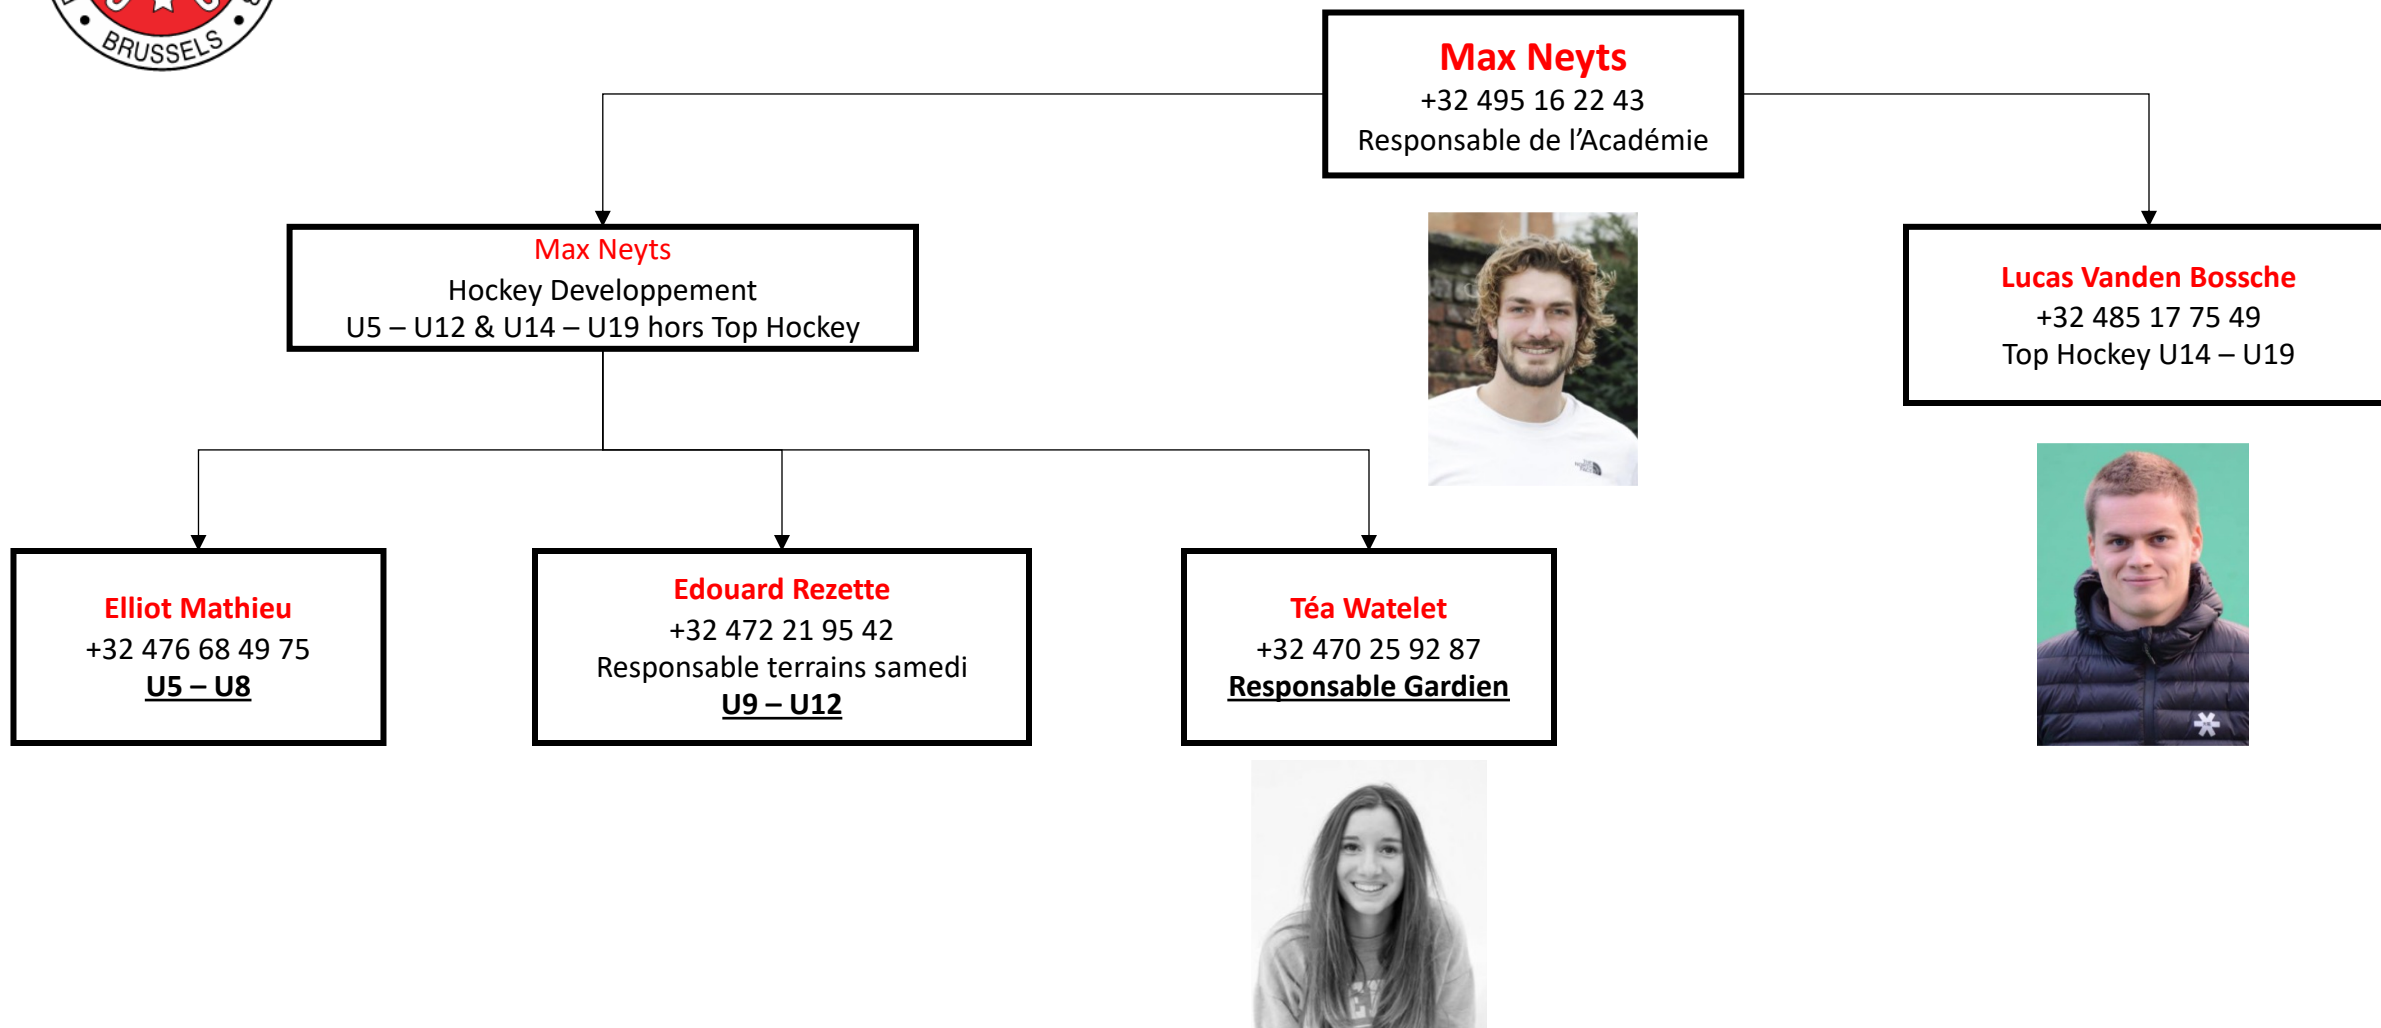 BRUSSELS
Max Neyts
+32 495 16 22 43
Responsable de l’Académie
Max Neyts
Hockey Developpement
U5 – U12 & U14 – U19 hors Top Hockey
Lucas Vanden Bossche
+32 485 17 75 49
Top Hockey U14 – U19
Elliot Mathieu
+32 476 68 49 75
U5 – U8
Edouard Rezette
+32 472 21 95 42
Responsable terrains samedi
U9 – U12
Téa Watelet
+32 470 25 92 87
Responsable Gardien